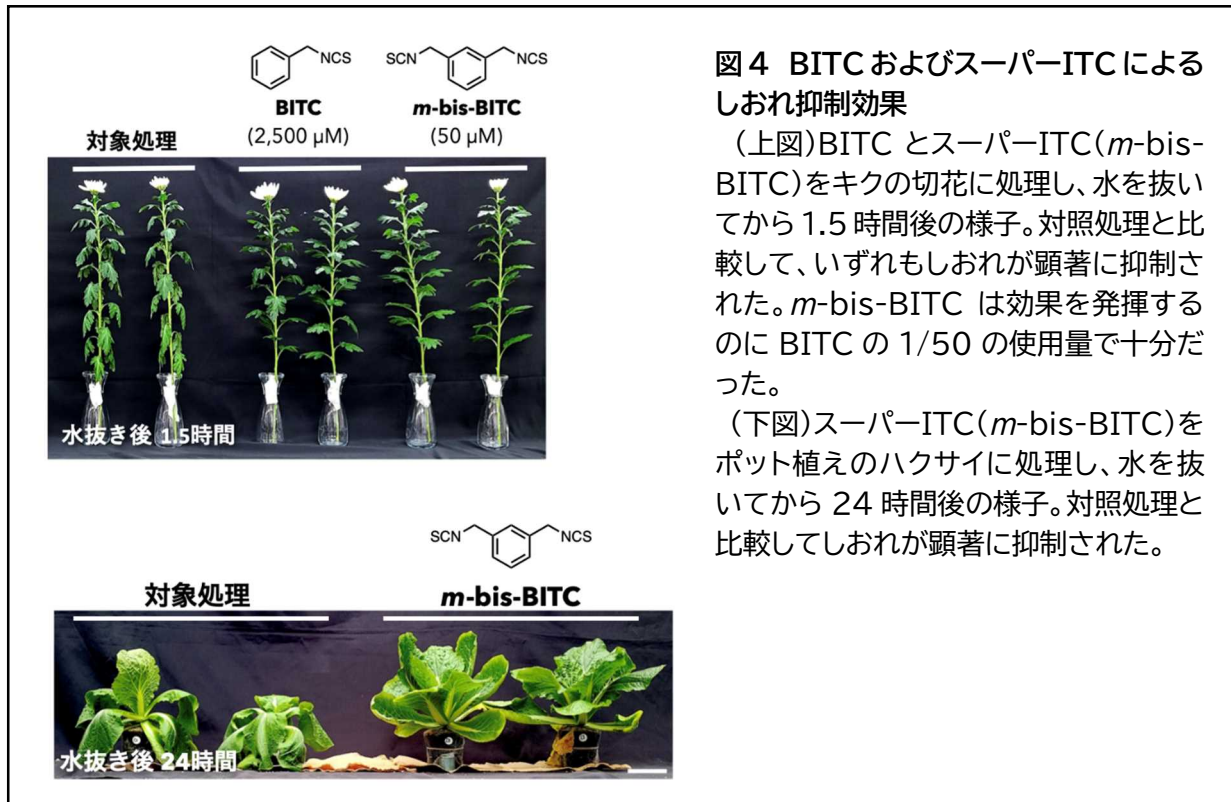 NCS
SCN NCS
BITC
m-bis-BITC
対象処理
(2,500 μM)
(50 μM)
水抜き後 1.5時間
SCN NCS
対象処理
m-bis-BITC
水抜き後 24時間
図4 BITC およびスーパーITC による
しおれ抑制効果
(上図)BITC とスーパーITC(m-bis-
BITC)をキクの切花に処理し、水を抜い
てから 1.5 時間後の様子。対照処理と比
較して、いずれもしおれが顕著に抑制さ
れた。m-bis-BITC は効果を発揮する
のに BITC の 1/50 の使用量で十分だ
った。
(下図)スーパーITC(m-bis-BITC)を
ポット植えのハクサイに処理し、水を抜
いてから 24 時間後の様子。対照処理と
比較してしおれが顕著に抑制された。